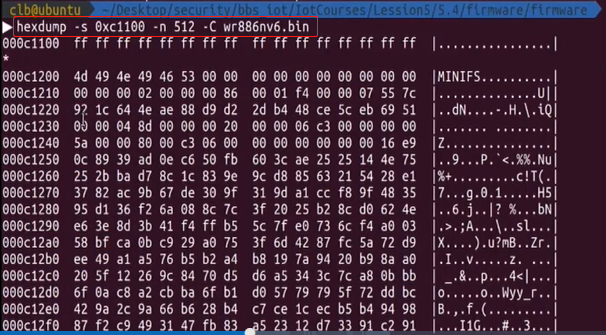 clb@ubuntu ~/Desktop/security/bbs_iot/IotCourses/Lession5/5.4/firmware/firmware
hexdump -s 0xc1100 -n 512 -C wr886nv6.bin
000c1100 ff ff ff ff ff ff ff ff ff ff ff ff ff ff ff ff |................|
*
000c1200 4d 49 4e 49 46 53 00 00 00 00 00 00 00 00 00 00 |MINIFS..........|
000c1210 00 00 00 02 00 00 00 86 00 01 f4 00 00 07 55 7c |..............U||
000c1220 92 1c 64 4e ae 88 d9 d2 2d b4 48 ce 5c eb 69 51 |..dN....-.H.\.iQ|
000c1230 00 00 04 8d 00 00 00 20 00 00 06 c3 00 00 00 00 |....... ........|
000c1240 5a 00 00 80 00 c3 06 00 00 00 00 00 00 00 16 e9 |Z...............|
000c1250 0c 89 39 ad 0e c6 50 fb 60 3c ae 25 25 14 4e 75 |..9...P.`<.%%.Nu|
000c1260 25 2b ba d7 8c 1c 83 9e 9c d8 85 63 21 54 28 e1 |%+.........c!T(.|
000c1270 37 82 ac 9b 67 de 30 9f 31 9d a1 cc f8 9f 48 35 |7...g.0.1.....H5|
000c1280 95 d1 36 f2 6a 08 8c 7c 3f 20 25 b2 8c d0 62 4e |..6.j..|? %...bN|
000c1290 e6 3e 8d 3b 41 f4 ff b5 5c 7f e0 73 6c f4 a0 03 |.>.;A...\..sl...|
000c12a0 58 bf ca 0b c9 29 a0 75 3f 6d 42 87 fc 5a 72 d9 |X....).u?mB..Zr.|
000c12b0 ee 49 a1 a5 76 b5 b2 a4 b8 19 7a 94 20 b9 8a a0 |.I..v.....z. ...|
000c12c0 20 5f 12 26 9c 84 70 d5 d6 a5 34 3c 7c a8 0b bb | _.&..p...4<|...|
000c12d0 6f 0a c8 a2 cb ba 6f b1 d0 57 79 79 5f 72 dd bc |o.....o..Wyy_r..|
000c12e0 42 9a 2c 9a 66 b6 28 b4 c7 ce 1c ec b5 b4 94 98 |B.,.f.(.........|
000c12f0 87 f2 c9 49 31 47 fb 83 a5 23 12 d7 33 91 c2 91 |...I1G...#..3...|